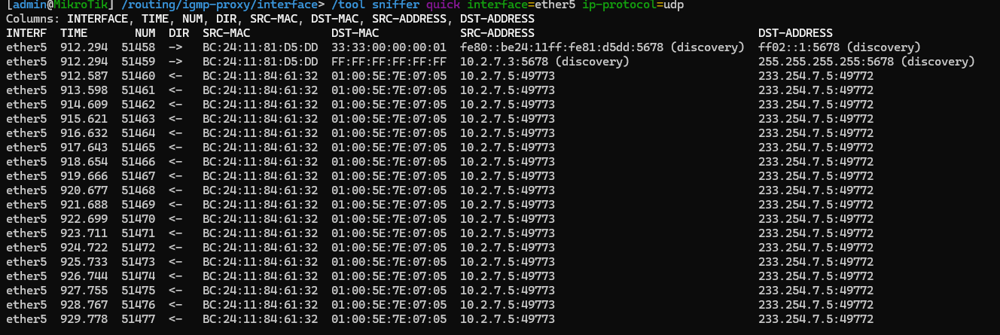 [admin@MikroTik] /routing/igmp-proxy/interface> /tool sniffer quick interface=ether5 ip-protocol=udp
Columns: INTERFACE, TIME, NUM, DIR, SRC-MAC, DST-MAC, SRC-ADDRESS, DST-ADDRESS
INTERF  TIME     NUM  DIR  SRC-MAC            DST-MAC            SRC-ADDRESS                                DST-ADDRESS
ether5  912.294  51458  ->  BC:24:11:81:D5:DD  33:33:00:00:00:01  fe80::be24:11ff:fe81:d5dd:5678 (discovery)  ff02::1:5678 (discovery)
ether5  912.294  51459  ->  BC:24:11:81:D5:DD  FF:FF:FF:FF:FF:FF  10.2.7.3:5678 (discovery)  255.255.255.255:5678 (discovery)
ether5  912.587  51460  <-  BC:24:11:84:61:32  01:00:5E:7E:07:05  10.2.7.5:49773  233.254.7.5:49772
ether5  913.598  51461  <-  BC:24:11:84:61:32  01:00:5E:7E:07:05  10.2.7.5:49773  233.254.7.5:49772
ether5  914.609  51462  <-  BC:24:11:84:61:32  01:00:5E:7E:07:05  10.2.7.5:49773  233.254.7.5:49772
ether5  915.621  51463  <-  BC:24:11:84:61:32  01:00:5E:7E:07:05  10.2.7.5:49773  233.254.7.5:49772
ether5  916.632  51464  <-  BC:24:11:84:61:32  01:00:5E:7E:07:05  10.2.7.5:49773  233.254.7.5:49772
ether5  917.643  51465  <-  BC:24:11:84:61:32  01:00:5E:7E:07:05  10.2.7.5:49773  233.254.7.5:49772
ether5  918.654  51466  <-  BC:24:11:84:61:32  01:00:5E:7E:07:05  10.2.7.5:49773  233.254.7.5:49772
ether5  919.666  51467  <-  BC:24:11:84:61:32  01:00:5E:7E:07:05  10.2.7.5:49773  233.254.7.5:49772
ether5  920.677  51468  <-  BC:24:11:84:61:32  01:00:5E:7E:07:05  10.2.7.5:49773  233.254.7.5:49772
ether5  921.688  51469  <-  BC:24:11:84:61:32  01:00:5E:7E:07:05  10.2.7.5:49773  233.254.7.5:49772
ether5  922.699  51470  <-  BC:24:11:84:61:32  01:00:5E:7E:07:05  10.2.7.5:49773  233.254.7.5:49772
ether5  923.711  51471  <-  BC:24:11:84:61:32  01:00:5E:7E:07:05  10.2.7.5:49773  233.254.7.5:49772
ether5  924.722  51472  <-  BC:24:11:84:61:32  01:00:5E:7E:07:05  10.2.7.5:49773  233.254.7.5:49772
ether5  925.733  51473  <-  BC:24:11:84:61:32  01:00:5E:7E:07:05  10.2.7.5:49773  233.254.7.5:49772
ether5  926.744  51474  <-  BC:24:11:84:61:32  01:00:5E:7E:07:05  10.2.7.5:49773  233.254.7.5:49772
ether5  927.755  51475  <-  BC:24:11:84:61:32  01:00:5E:7E:07:05  10.2.7.5:49773  233.254.7.5:49772
ether5  928.767  51476  <-  BC:24:11:84:61:32  01:00:5E:7E:07:05  10.2.7.5:49773  233.254.7.5:49772
ether5  929.778  51477  <-  BC:24:11:84:61:32  01:00:5E:7E:07:05  10.2.7.5:49773  233.254.7.5:49772